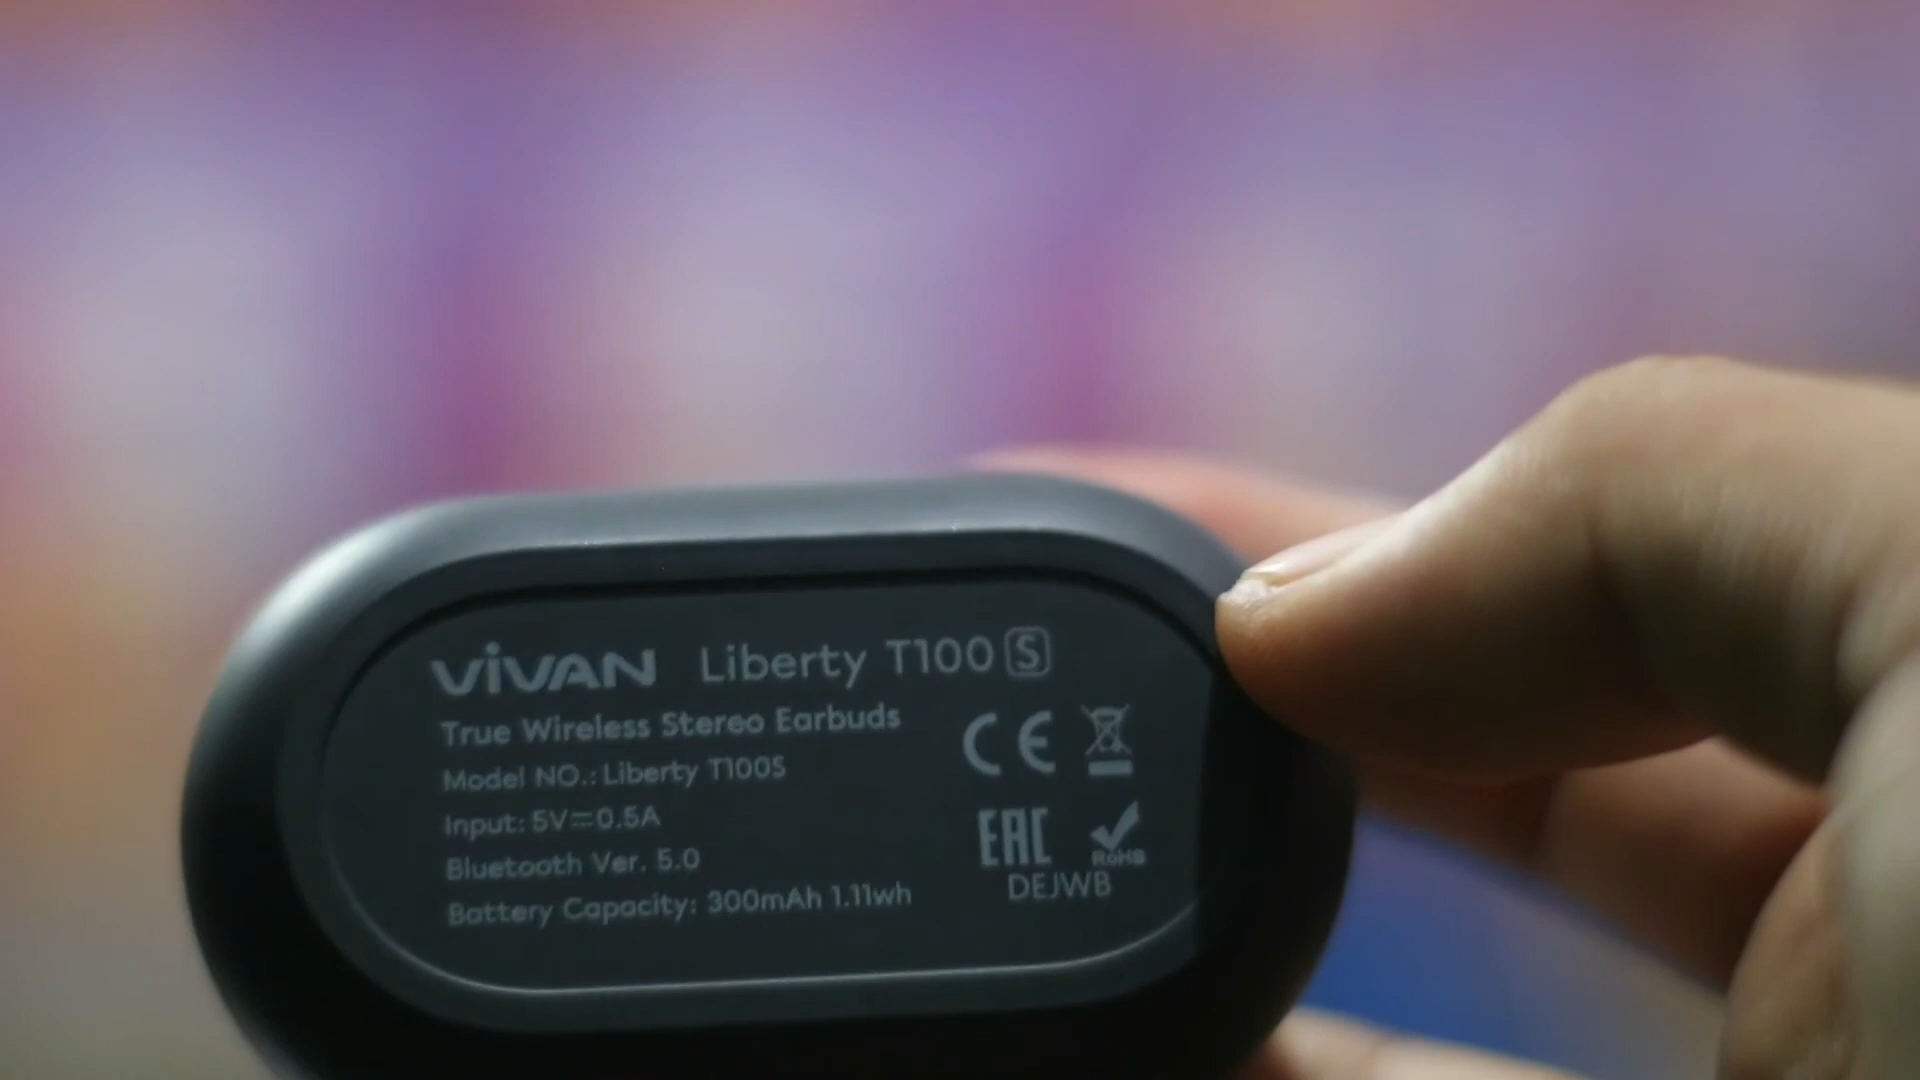 ViVAN Liberty T100 S
True Wireless Stereo Earbuds
Model NO.: Liberty T100S
Input: 5V⎓0.5A
Bluetooth Ver. 5.0
Battery Capacity: 300mAh 1.11wh
CE
EAC
RoHS
DEJWB